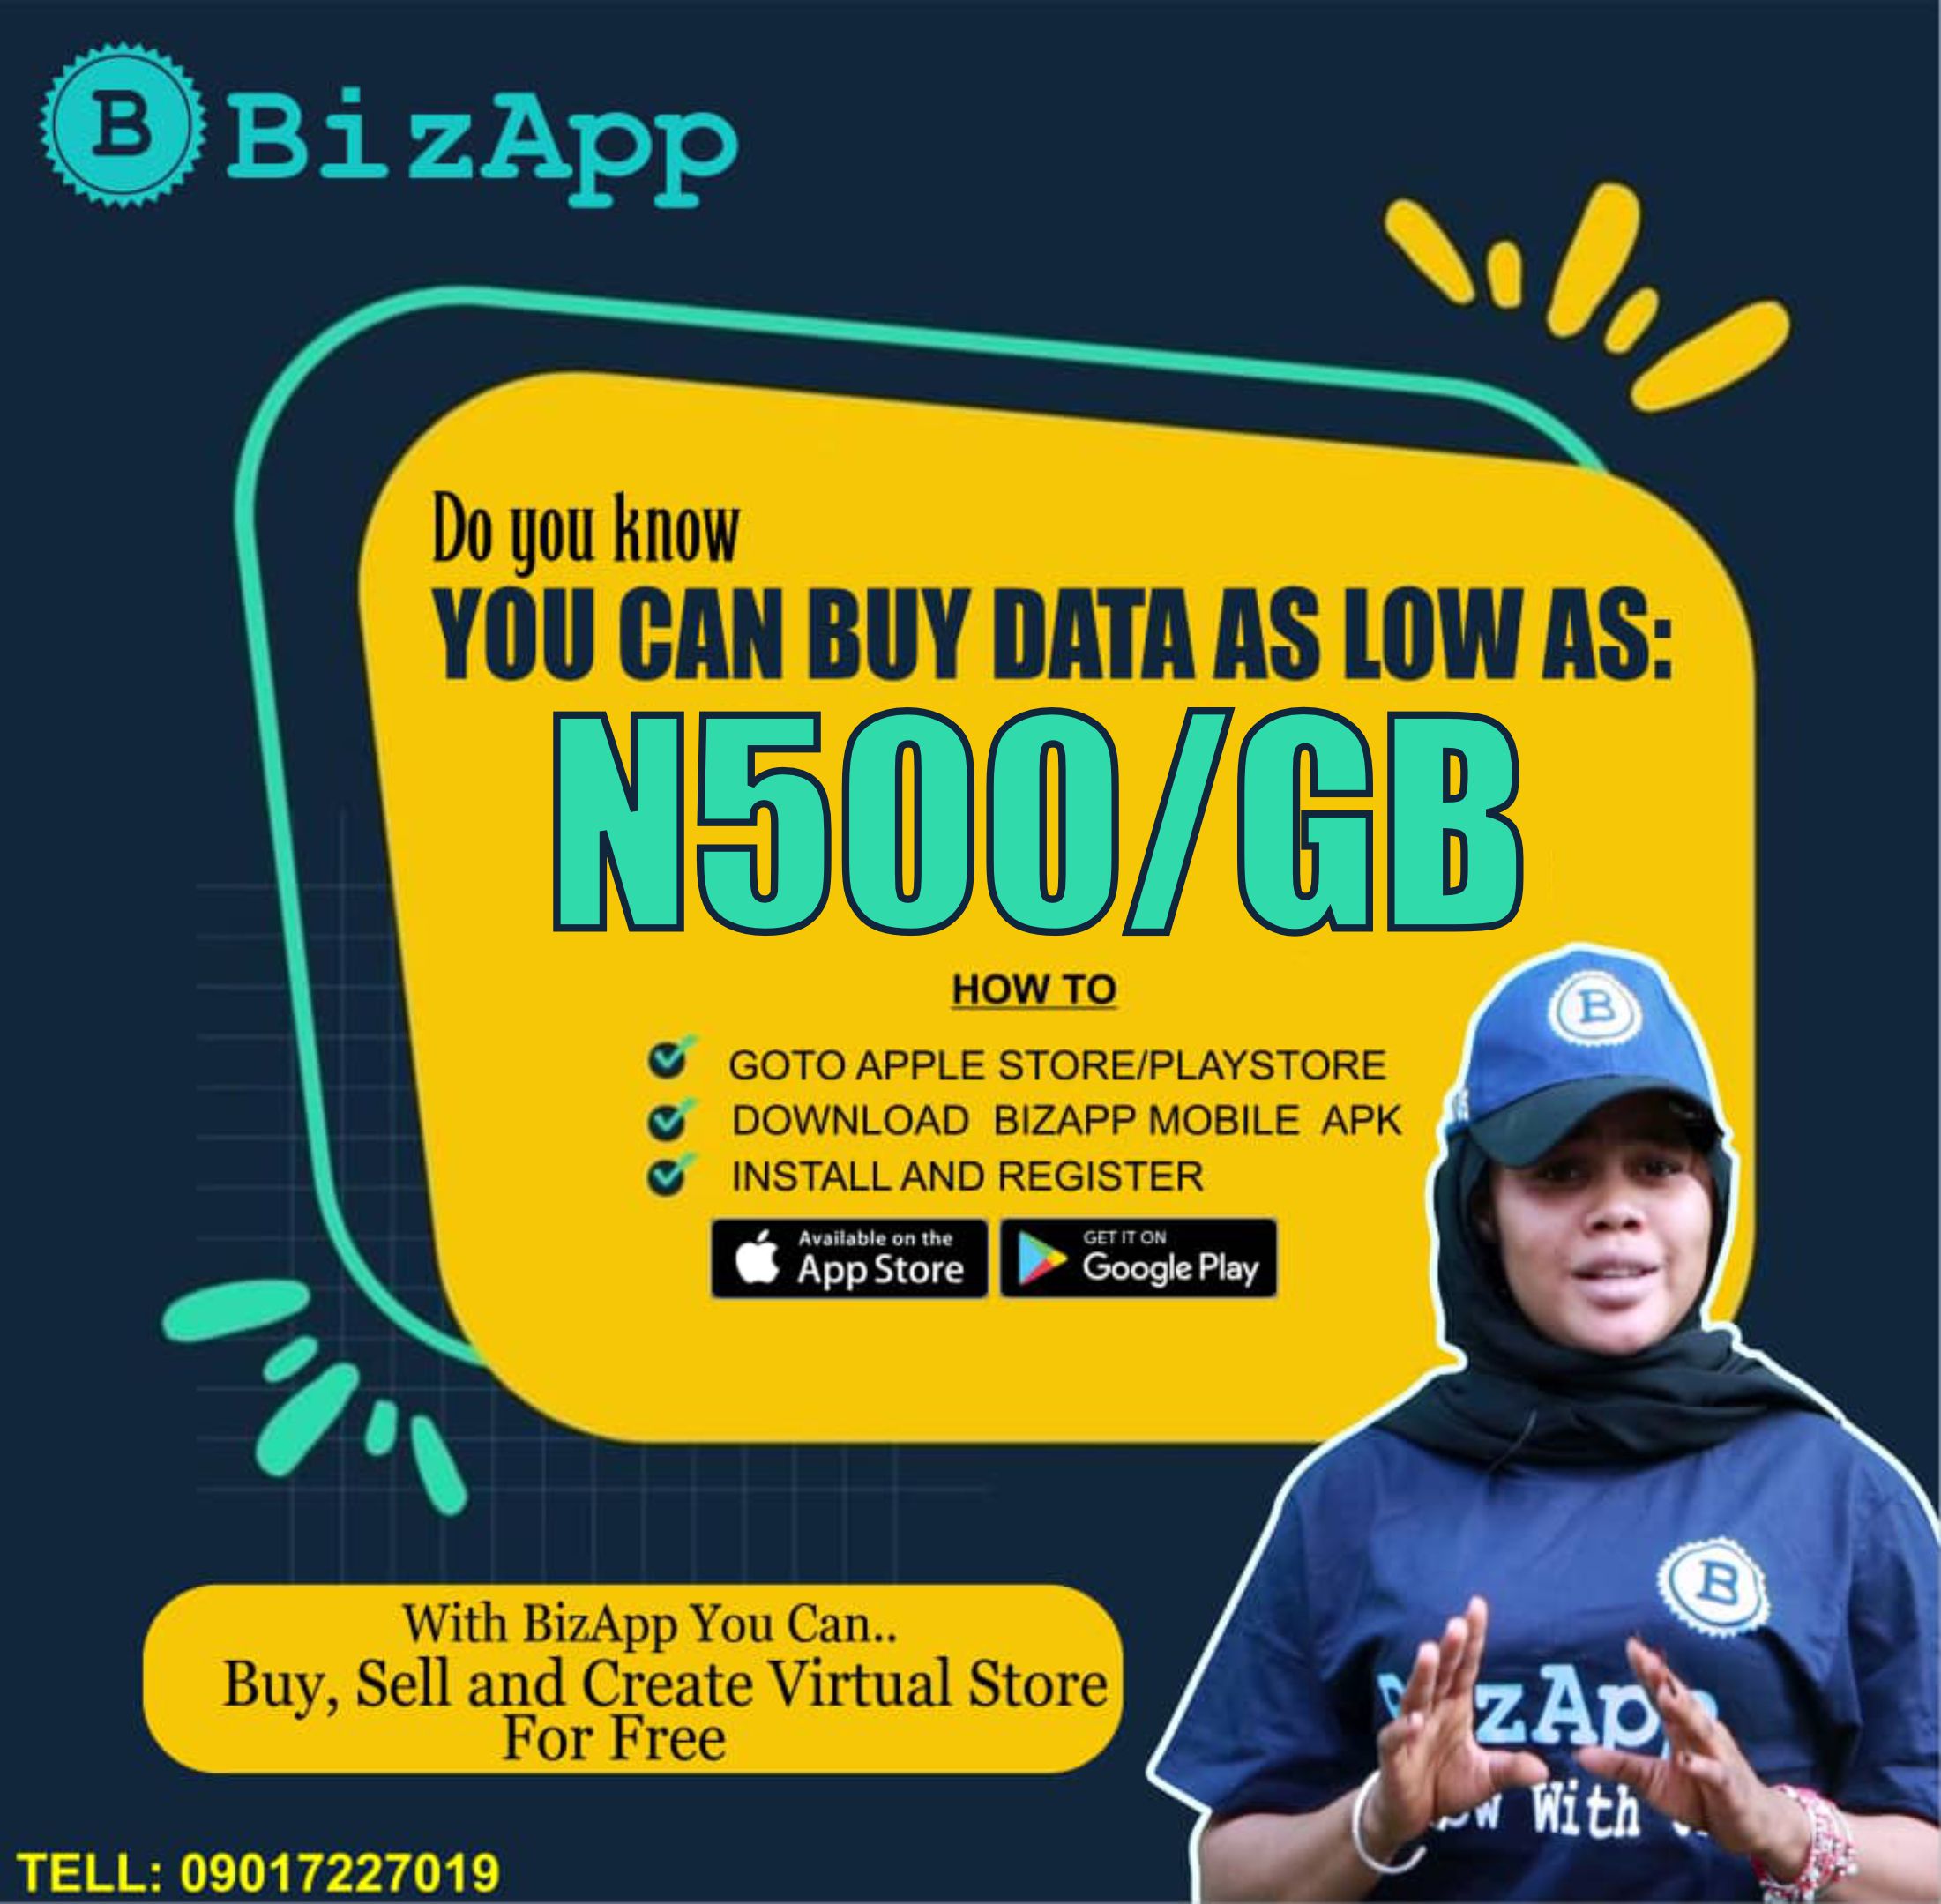 B BizApp
Do you know
YOU CAN BUY DATA AS LOW AS:
N500/GB
HOW TO
GOTO APPLE STORE/PLAYSTORE
DOWNLOAD BIZAPP MOBILE APK
INSTALL AND REGISTER
Available on the
App Store
GET IT ON
Google Play
B
B
zApp
With
With BizApp You Can..
Buy, Sell and Create Virtual Store
For Free
TELL: 09017227019